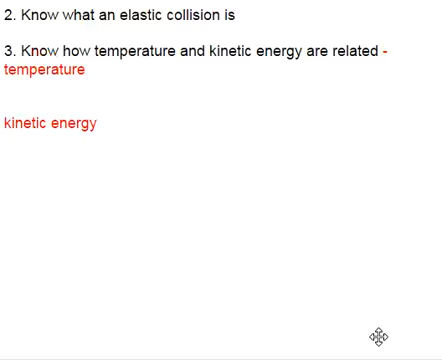 2. Know what an elastic collision is
3. Know how temperature and kinetic energy are related -
temperature
kinetic energy